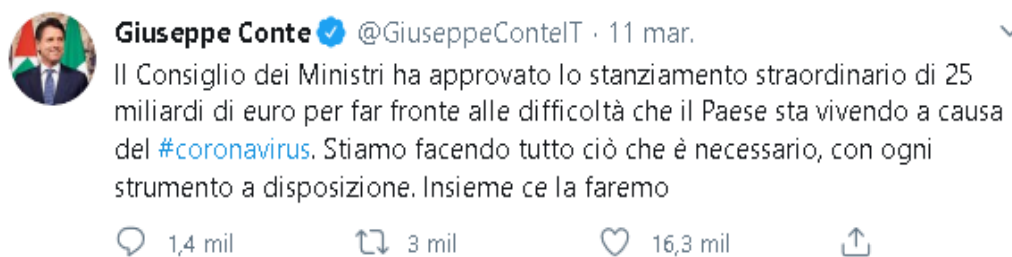 Giuseppe Conte @GiuseppeConteIT · 11 mar.
Il Consiglio dei Ministri ha approvato lo stanziamento straordinario di 25
miliardi di euro per far fronte alle difficoltà che il Paese sta vivendo a causa
del #coronavirus. Stiamo facendo tutto ciò che è necessario, con ogni
strumento a disposizione. Insieme ce la faremo
1,4 mil 3 mil 16,3 mil